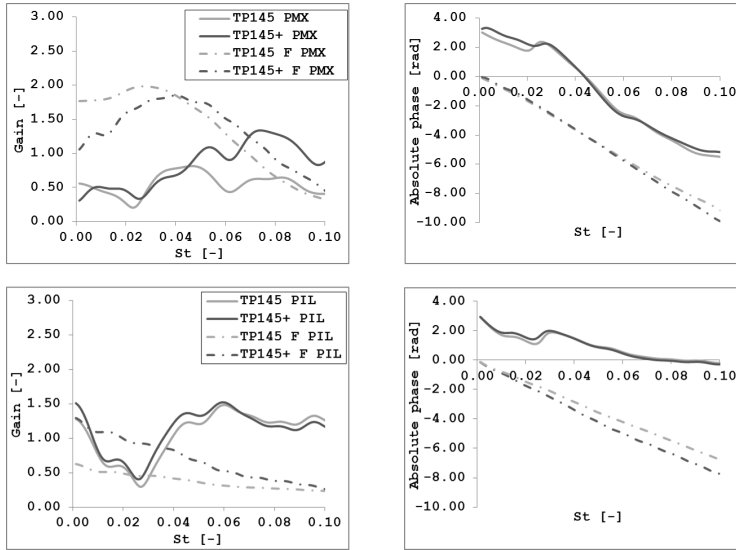 3.00
2.50
2.00
1.50
1.00
0.50
0.00
Gain [-]
0.00 0.02 0.04 0.06 0.08 0.10
St [-]
TP145 PMX
TP145+ PMX
TP145 F PMX
TP145+ F PMX
4.00
2.00
0.00
-2.00
-4.00
-6.00
-8.00
-10.00
Absolute phase [rad]
0.00 0.02 0.04 0.06 0.08 0.10
St [-]
3.00
2.50
2.00
1.50
1.00
0.50
0.00
Gain [-]
0.00 0.02 0.04 0.06 0.08 0.10
St [-]
TP145 PIL
TP145+ PIL
TP145 F PIL
TP145+ F PIL
4.00
2.00
0.00
-2.00
-4.00
-6.00
-8.00
-10.00
Absolute phase [rad]
0.00 0.02 0.04 0.06 0.08 0.10
St [-]